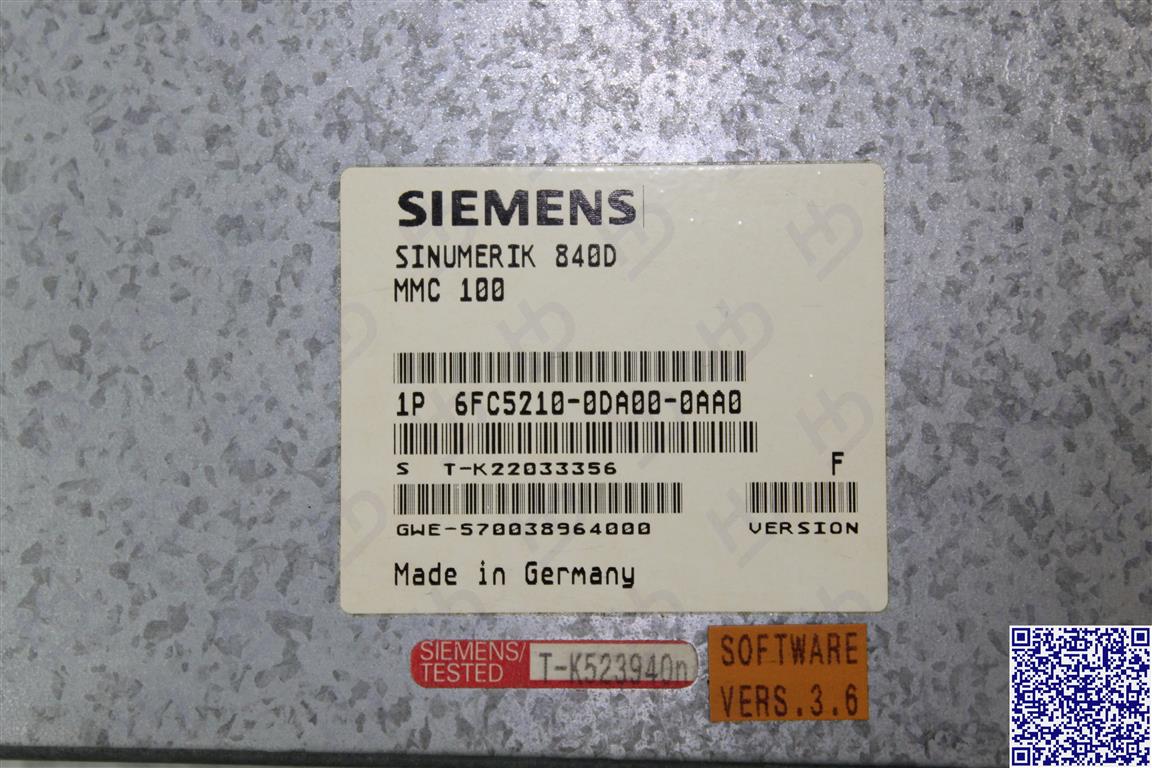 SIEMENS
SINUMERIK 840D
MMC 100
1P 6FC5210-0DA00-0AA0
S T-K22033356
F
GWE-570038964000
VERSION
Made in Germany
SIEMENS/
TESTED
T-K523940n
SOFTWARE
VERS.3.6